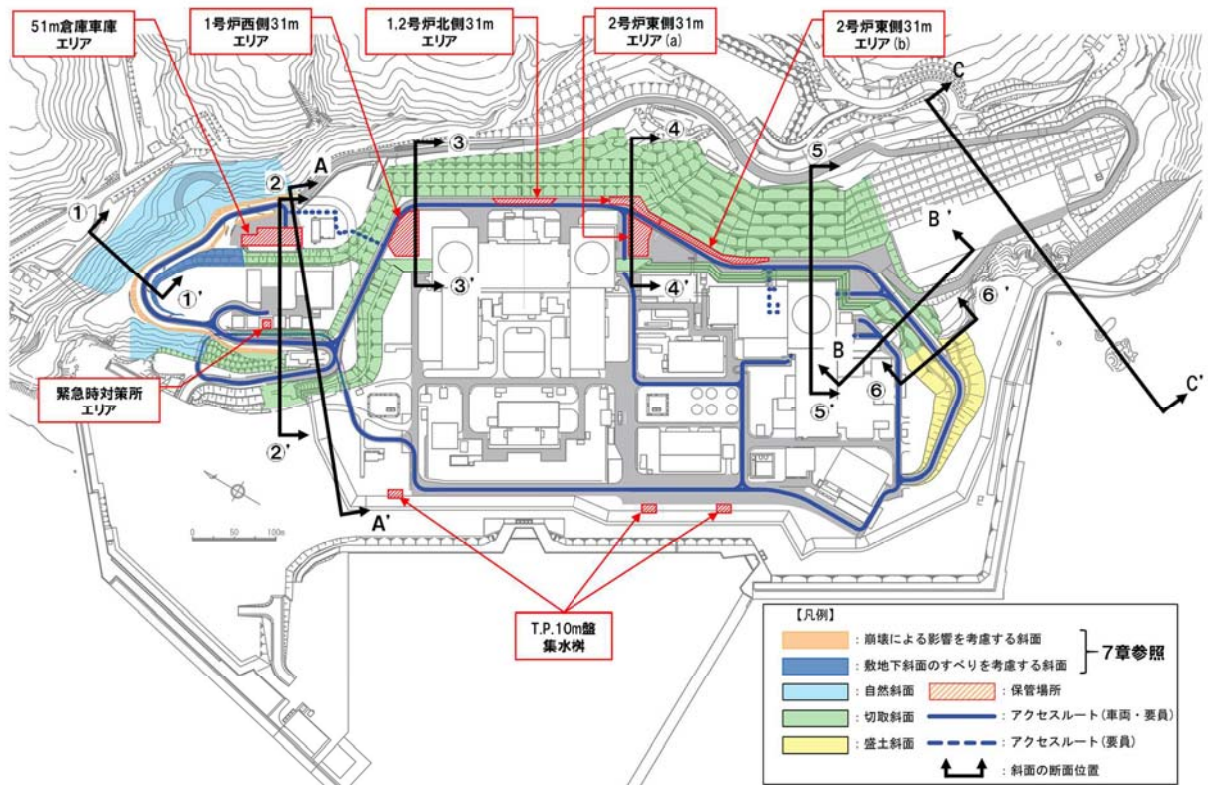 51m倉庫車庫
エリア
1号炉西側31m
エリア
1,2号炉北側31m
エリア
2号炉東側31m
エリア(a)
2号炉東側31m
エリア(b)
C
③
④
⑤
A
②
①
B'
①'
⑥'
③'
④'
緊急時対策所
エリア
B
⑥
⑤'
C'
②'
A'
0 50 100m
T.P.10m盤
集水桝
【凡例】
:崩壊による影響を考慮する斜面
:敷地下斜面のすべりを考慮する斜面
7章参照
:自然斜面
:保管場所
:切取斜面
:アクセスルート(車両・要員)
:盛土斜面
:アクセスルート(要員)
:斜面の断面位置